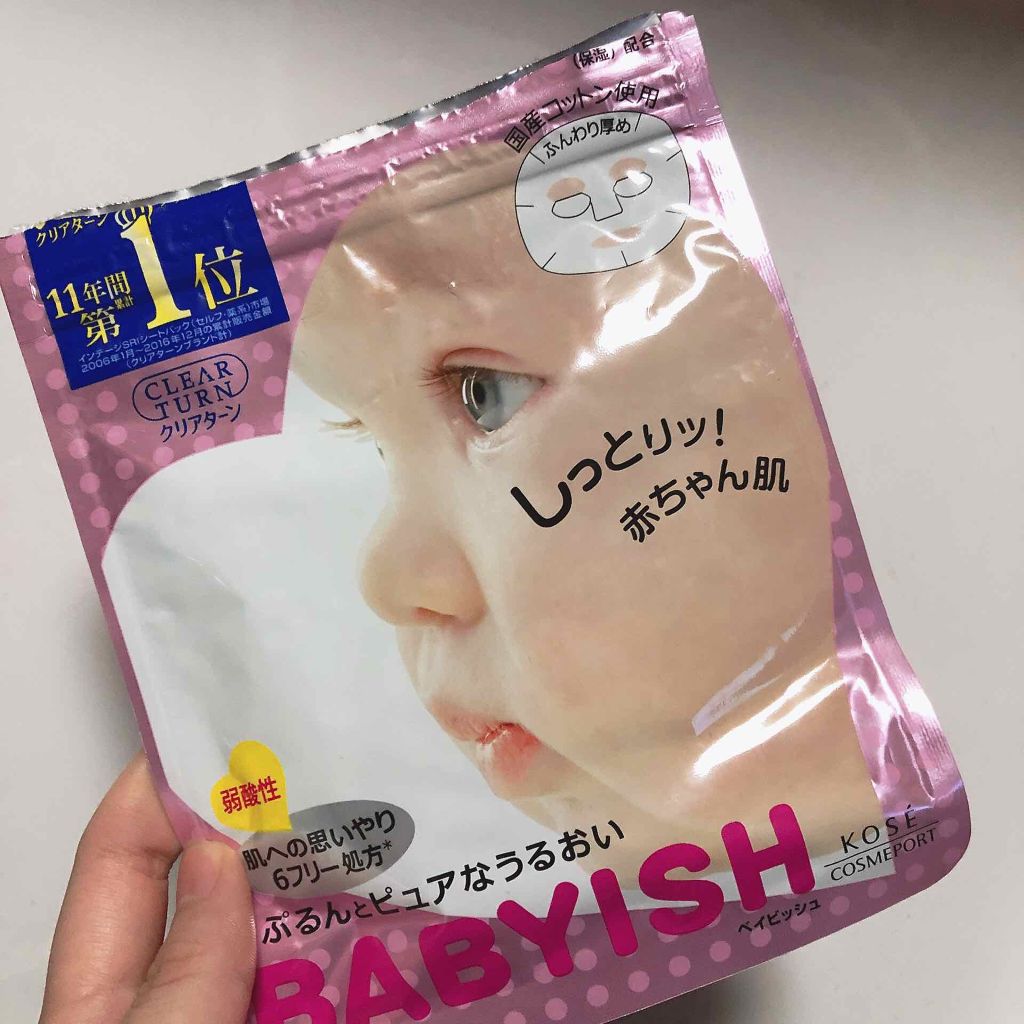 (保湿)配合
国産コットン使用
ふんわり厚め
クリアターン
11年間
累計
第1位
インテージSRI/シートパック(セルフ・薬系)市場
2006年1月~2016年12月の累計販売金額
(クリアターンブランド計)
CLEAR
TURN
クリアターン
しっとりッ!
赤ちゃん肌
弱酸性
肌への思いやり
6フリー処方*
ぷるんとピュアなうるおい
BABYISH
ベイビッシュ
KOSÉ
COSMEPORT